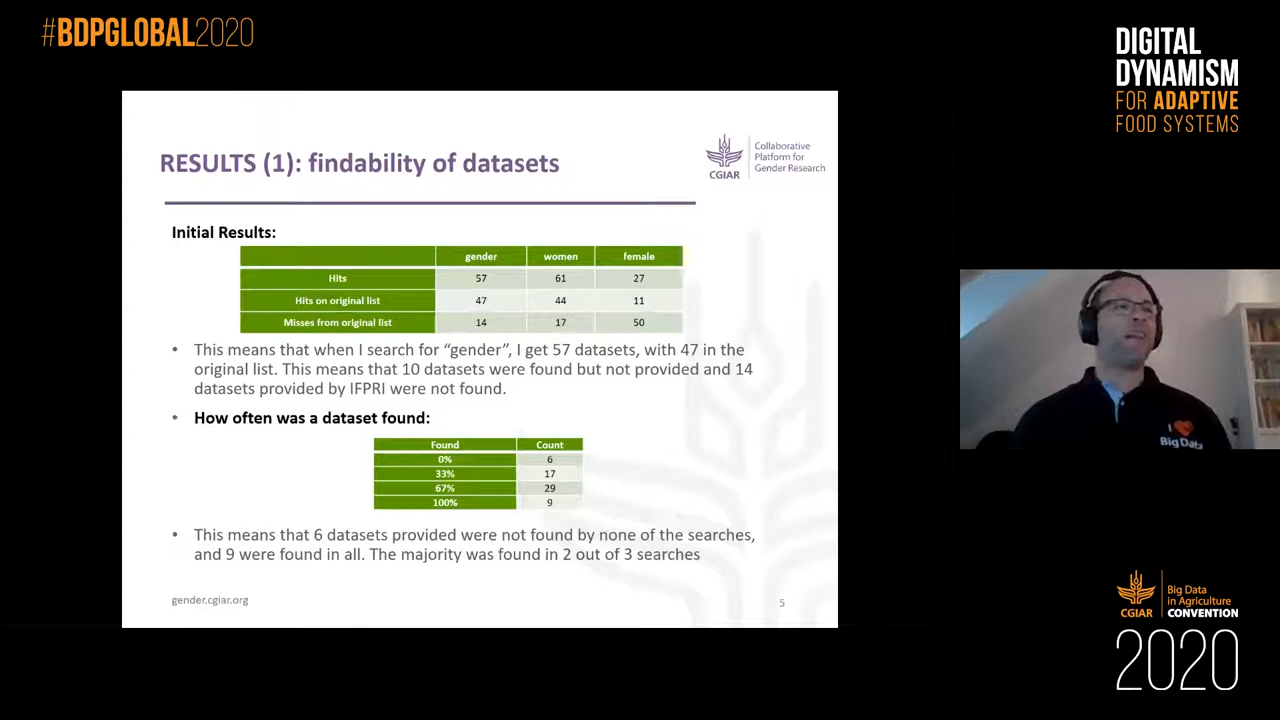 #BDPGLOBAL2020
DIGITAL
DYNAMISM
FOR ADAPTIVE
FOOD SYSTEMS
RESULTS (1): findability of datasets
CGIAR
Collaborative
Platform for
Gender Research
Initial Results:
gender women female
Hits 57 61 27
Hits on original list 47 44 11
Misses from original list 14 17 50
• This means that when I search for “gender”, I get 57 datasets, with 47 in the
original list. This means that 10 datasets were found but not provided and 14
datasets provided by IFPRI were not found.
• How often was a dataset found:
Found Count
0% 6
33% 17
67% 29
100% 9
• This means that 6 datasets provided were not found by none of the searches,
and 9 were found in all. The majority was found in 2 out of 3 searches
gender.cgiar.org
5
I
Big Data
CGIAR
Big Data
in Agriculture
CONVENTION
2020